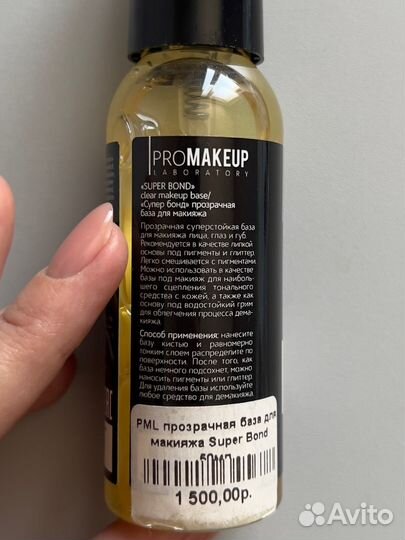 PROMAKEUP
LABORATORY
«SUPER BOND»
clear makeup base/
«Супер бонд» прозрачная
база для макияжа
Прозрачная суперстойкая база
для макияжа лица, глаз и губ.
Рекомендуется в качестве липкой
основы под пигменты и глиттер.
Легко смешивается с пигментами.
Можно использовать в качестве
базы под макияж для наиболь-
шего сцепления тонального
средства с кожей, а также как
основу под водостойкий грим
для облегчения процесса дема-
кияжа.
Способ применения: нанесите
базу кистью и равномерно
тонким слоем распределите по
поверхности. После того, как
база немного подсохнет, можно
наносить пигменты или глиттер.
Для удаления базы используйте
любое средство для демакияжа.
PML прозрачная база для
макияжа Super Bond
1 500,00р.
Avito